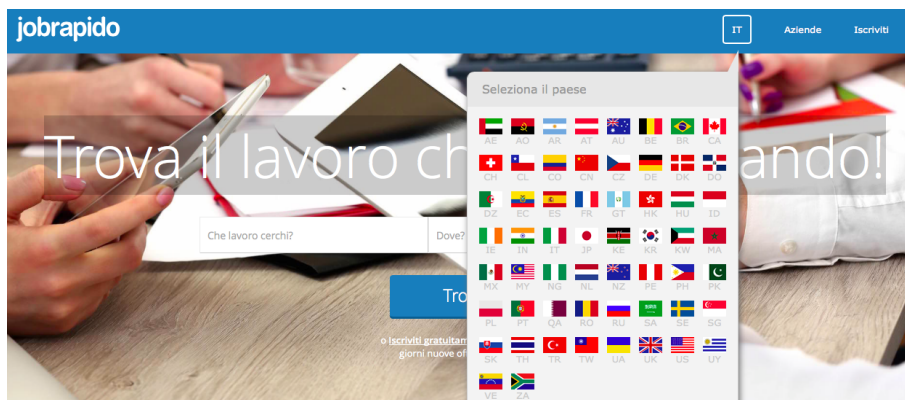 jobrapido
IT Aziende Iscriviti
Seleziona il paese
AE AO AR AT AU BE BR CA
Trova il lavoro ch ando!
CH CL CO CN CZ DE DK DO
DZ EC ES FR GT HK HU ID
Che lavoro cerchi? Dove?
IE IN IT JP KE KR KW MA
MX MY NG NL NZ PE PH PK
Tro
PL PT QA RO RU SA SE SG
o Iscriviti gratuitam
giorni nuove of
SK TH TR TW UA UK US UY
VE ZA